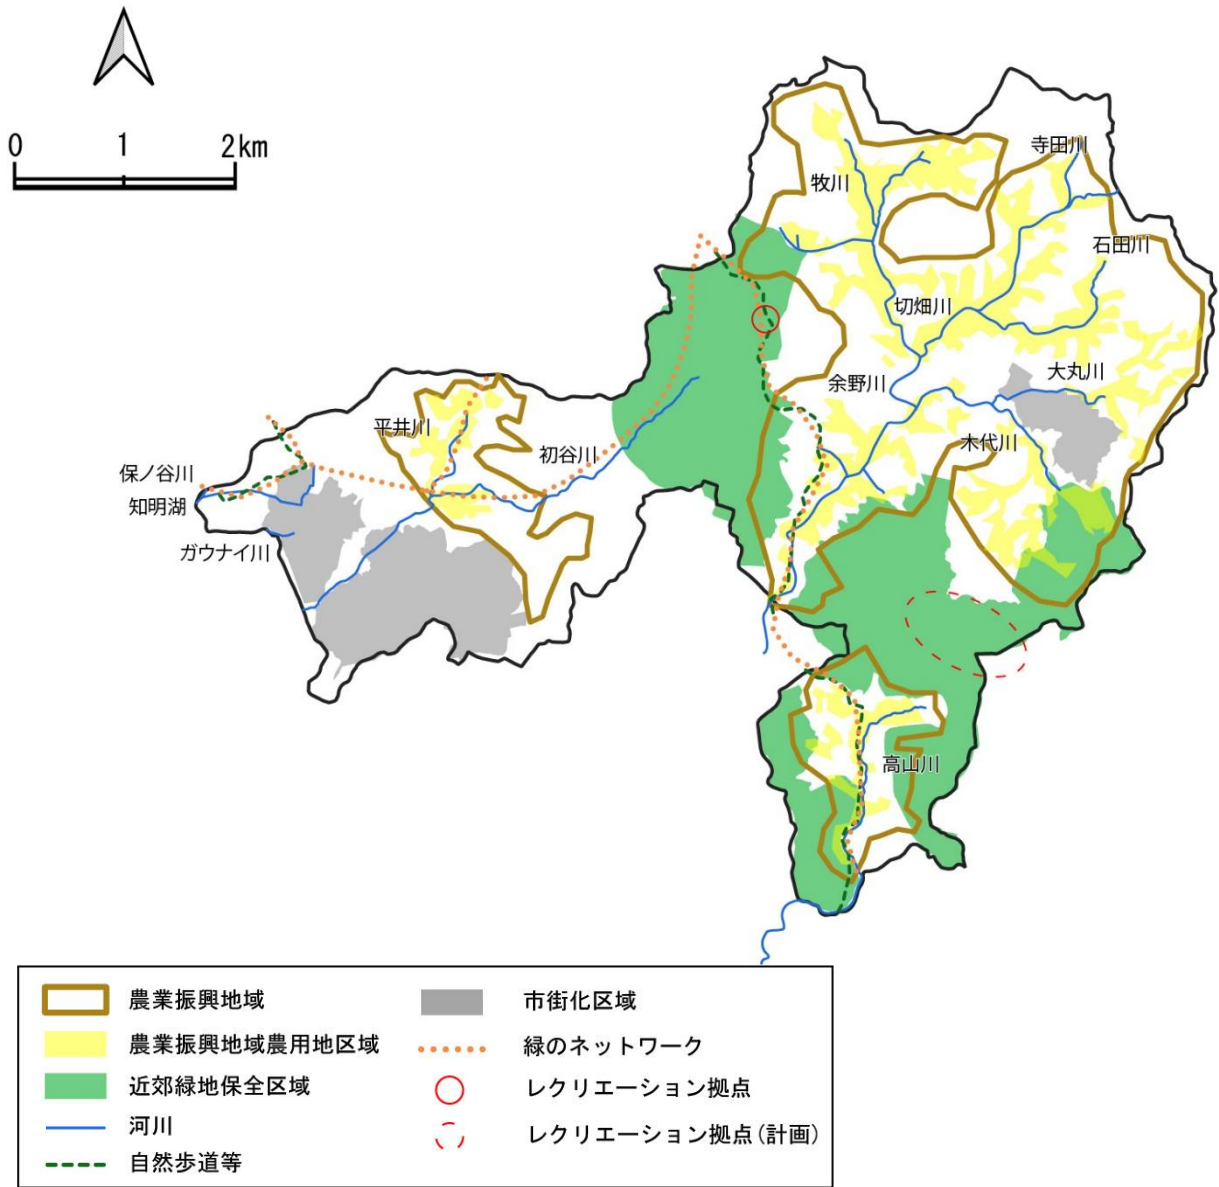 0 1 2km
寺田川
牧川
石田川
切畑川
大丸川
余野川
平井川
木代川
初谷川
保ノ谷川
知明湖
ガウナイ川
高山川
農業振興地域
農業振興地域農用地区域
近郊緑地保全区域
河川
自然歩道等
市街化区域
緑のネットワーク
レクリエーション拠点
レクリエーション拠点(計画)